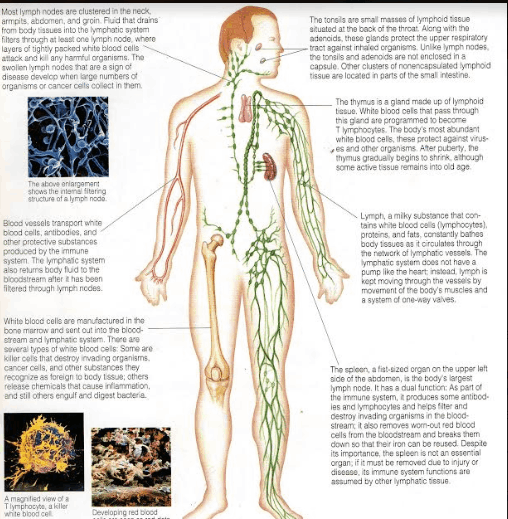 Most lymph nodes are clustered in the neck,
armpits, abdomen, and groin. Fluid that drains
from body tissues into the lymphatic system
filters through at least one lymph node, where
layers of tightly packed white blood cells
attack and kill any harmful organisms. The
swollen lymph nodes that are a sign of
disease develop when large numbers of
organisms or cancer cells collect in them.
The above enlargement
shows the internal filtering
structure of a lymph node.
Blood vessels transport white
blood cells, antibodies, and
other protective substances
produced by the immune
system. The lymphatic system
also returns body fluid to the
bloodstream after it has been
filtered through lymph nodes.
White blood cells are manufactured in the
bone marrow and sent out into the blood-
stream and lymphatic system. There are
several types of white blood cells: Some are
killer cells that destroy invading organisms,
cancer cells, and other substances they
recognize as foreign to body tissue; others
release chemicals that cause inflammation,
and still others engulf and digest bacteria.
A magnified view of a
T lymphocyte, a killer
white blood cell.
Developing red blood
The tonsils are small masses of lymphoid tissue
situated at the back of the throat. Along with the
adenoids, these glands protect the upper respiratory
tract against inhaled organisms. Unlike lymph nodes,
the tonsils and adenoids are not enclosed in a
capsule. Other clusters of nonencapsulated lymphoid
tissue are located in parts of the small intestine.
The thymus is a gland made up of lymphoid
tissue. White blood cells that pass through
this gland are programmed to become
T lymphocytes. The body's most abundant
white blood cells, these protect against virus-
es and other organisms. After puberty, the
thymus gradually begins to shrink, although
some active tissue remains into old age.
Lymph, a milky substance that con-
tains white blood cells (lymphocytes),
proteins, and fats, constantly bathes
body tissues as it circulates through
the network of lymphatic vessels. The
lymphatic system does not have a
pump like the heart; instead, lymph is
kept moving through the vessels by
movement of the body's muscles and
a system of one-way valves.
The spleen, a fist-sized organ on the upper left
side of the abdomen, is the body's largest
lymph node. It has a dual function: As part of
the immune system, it produces some antibod-
ies and lymphocytes and helps filter and
destroy invading organisms in the blood-
stream; it also removes worn-out red blood
cells from the bloodstream and breaks them
down so that their iron can be reused. Despite
its importance, the spleen is not an essential
organ; if it must be removed due to injury or
disease, its immune system functions are
assumed by other lymphatic tissue.